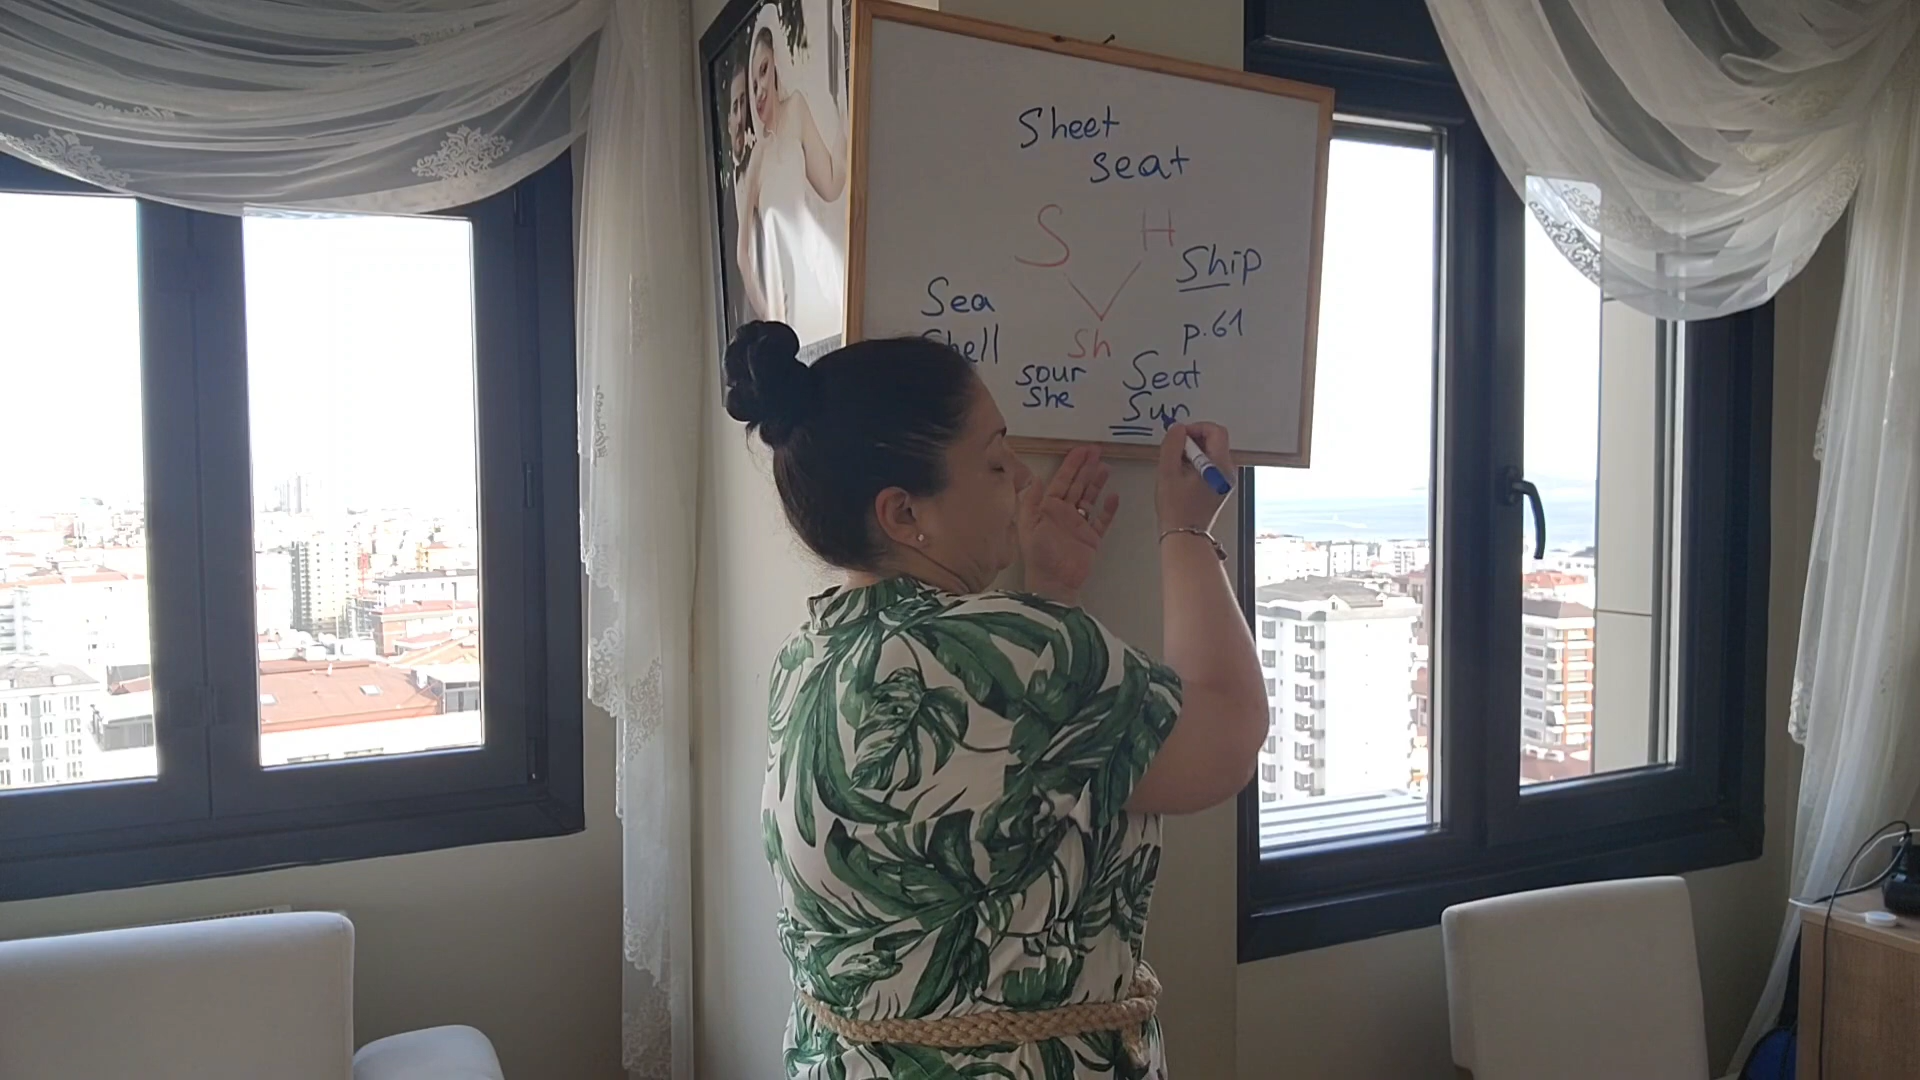 Sheet
seat
S H
Ship
Sea
Shell
sh
p.61
sour
She
Seat
Sun